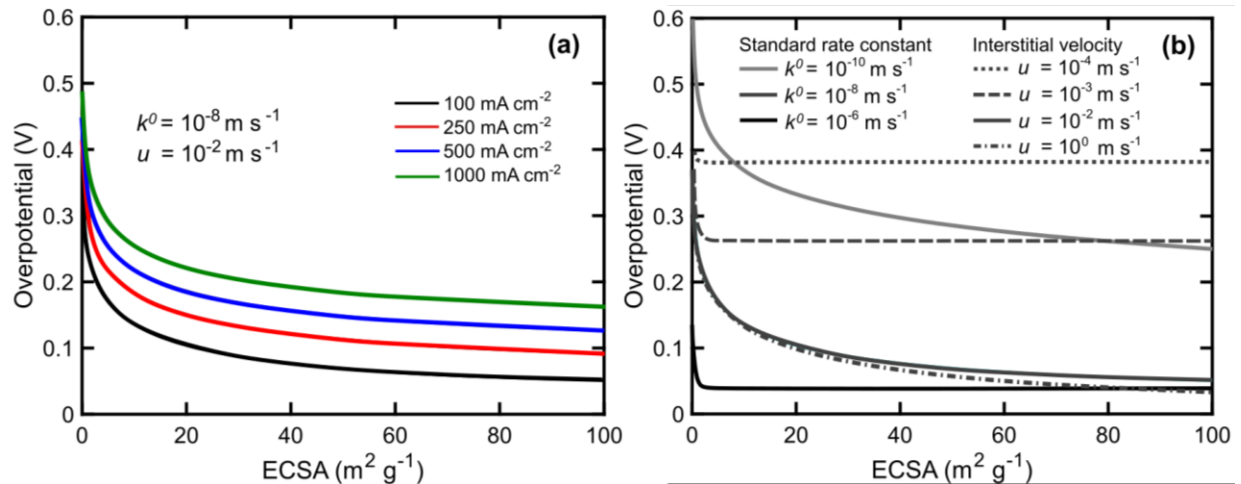 (a)
k⁰ = 10⁻⁸ m s⁻¹
u = 10⁻² m s⁻¹
100 mA cm⁻²
250 mA cm⁻²
500 mA cm⁻²
1000 mA cm⁻²
Overpotential (V)
0.6
0.5
0.4
0.3
0.2
0.1
0
0 20 40 60 80 100
ECSA (m² g⁻¹)
(b)
Standard rate constant
k⁰ = 10⁻¹⁰ m s⁻¹
k⁰ = 10⁻⁸ m s⁻¹
k⁰ = 10⁻⁶ m s⁻¹
Interstitial velocity
u = 10⁻⁴ m s⁻¹
u = 10⁻³ m s⁻¹
u = 10⁻² m s⁻¹
u = 10⁰ m s⁻¹
Overpotential (V)
0.6
0.5
0.4
0.3
0.2
0.1
0
0 20 40 60 80 100
ECSA (m² g⁻¹)